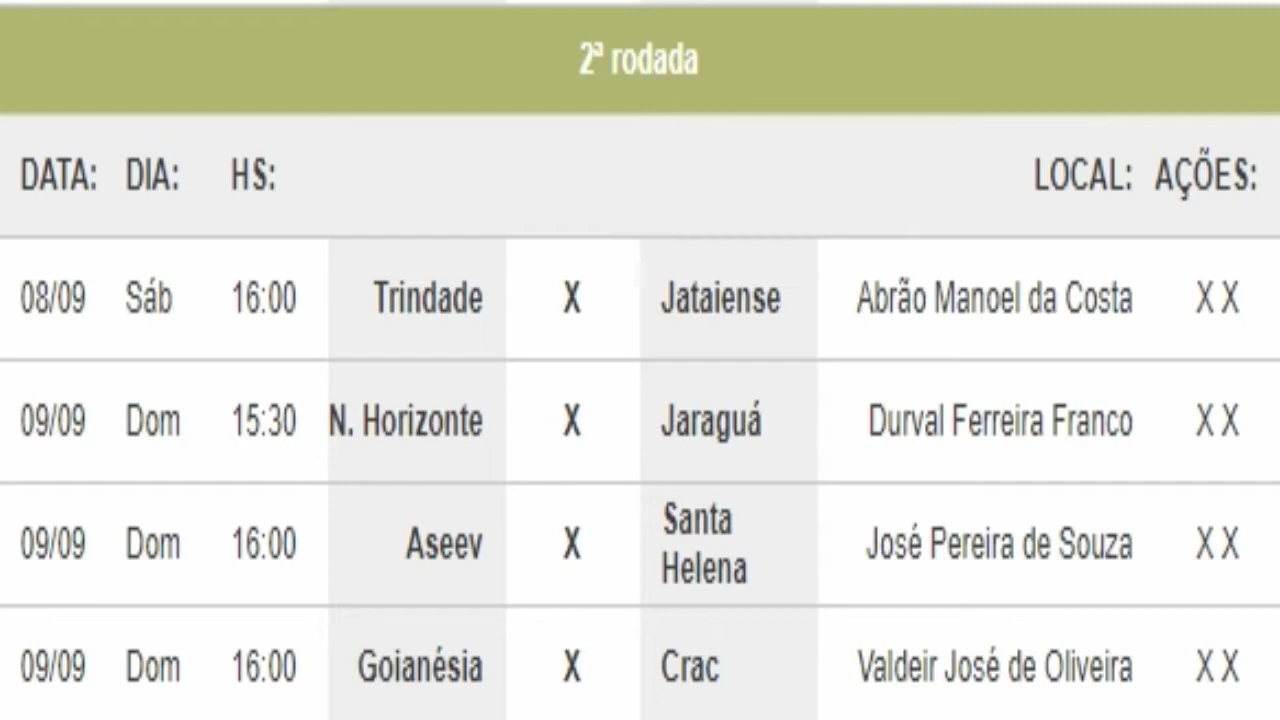 2ª rodada
DATA: DIA: HS: LOCAL: AÇÕES:
08/09 Sáb 16:00 Trindade X Jataiense Abrão Manoel da Costa X X
09/09 Dom 15:30 N. Horizonte X Jaraguá Durval Ferreira Franco X X
09/09 Dom 16:00 Aseev X Santa Helena José Pereira de Souza X X
09/09 Dom 16:00 Goianésia X Crac Valdeir José de Oliveira X X